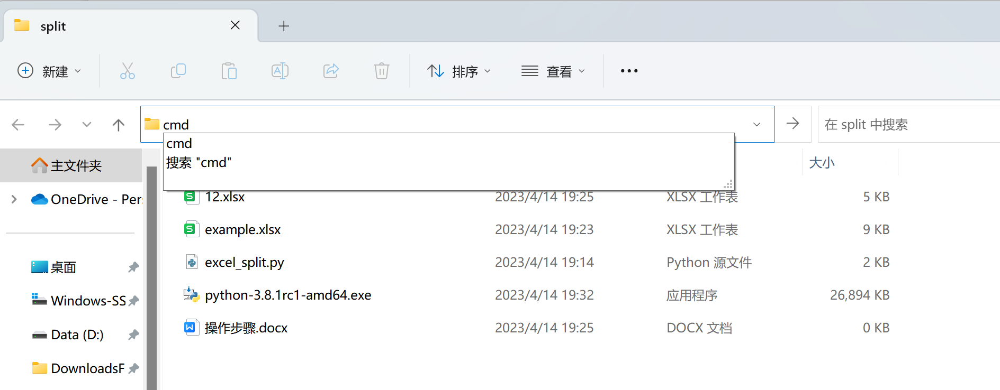 split
新建
排序
查看
cmd
在 split 中搜索
cmd
搜索 "cmd"
大小
主文件夹
OneDrive - Pers
桌面
Windows-SS
Data (D:)
DownloadsF
12.xlsx 2023/4/14 19:25 XLSX 工作表 5 KB
example.xlsx 2023/4/14 19:23 XLSX 工作表 9 KB
excel_split.py 2023/4/14 19:14 Python 源文件 2 KB
python-3.8.1rc1-amd64.exe 2023/4/14 19:32 应用程序 26,894 KB
操作步骤.docx 2023/4/14 19:25 DOCX 文档 0 KB